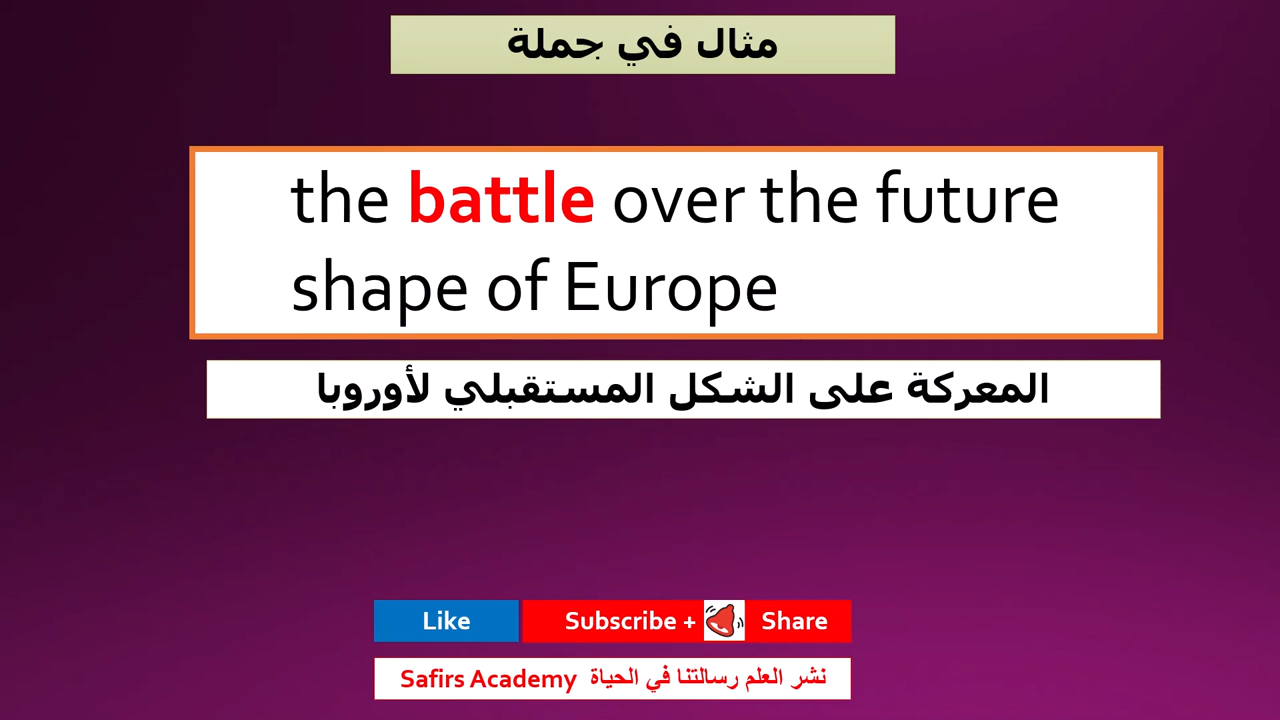 مثال في جملة
the battle over the future
shape of Europe
المعركة على الشكل المستقبلي لأوروبا
Like Subscribe + Share
Safirs Academy نشر العلم رسالتنا في الحياة